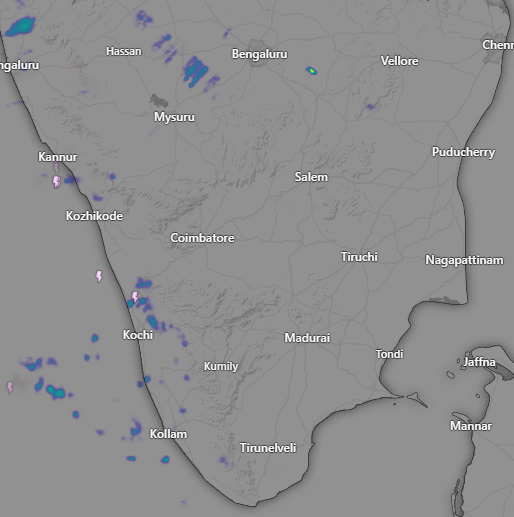 Hassan
Bengaluru
Chenn
ngaluru
Vellore
Mysuru
Kannur
Puducherry
Salem
Kozhikode
Coimbatore
Tiruchi
Nagapattinam
Kochi
Madurai
Tondi
Kumily
Jaffna
Mannar
Kollam
Tirunelveli